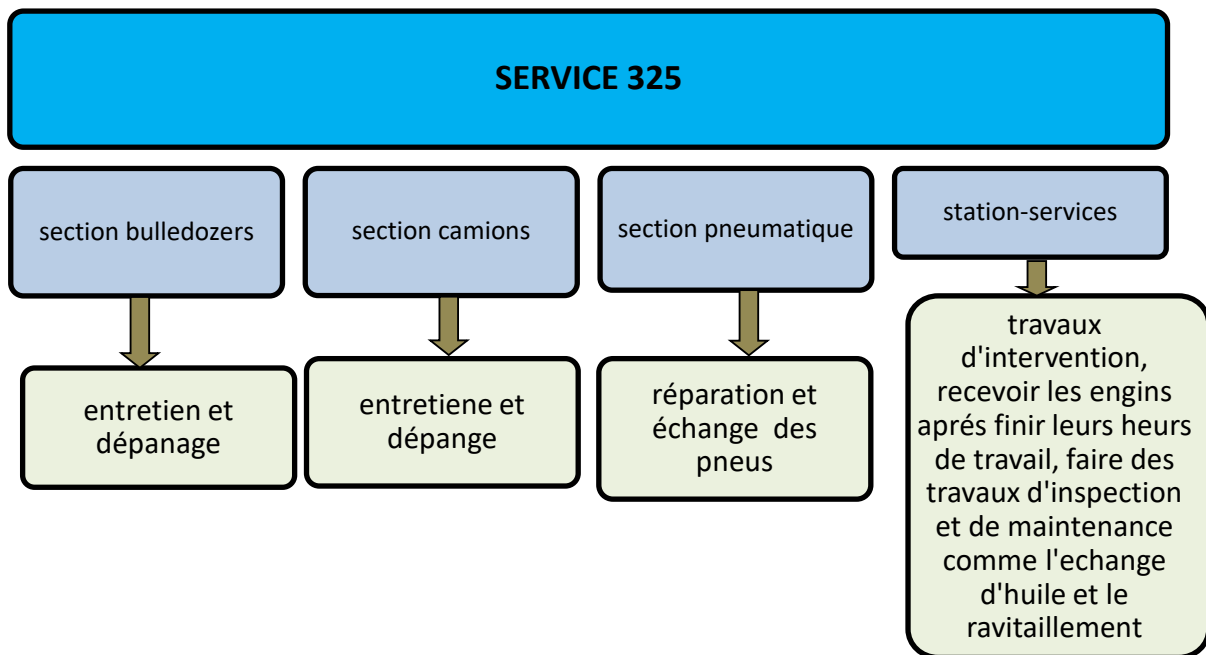 SERVICE 325
section bulledozers
section camions
section pneumatique
station-services
entretien et
dépanage
entretiene et
dépange
réparation et
échange des
pneus
travaux
d'intervention,
recevoir les engins
aprés finir leurs heurs
de travail, faire des
travaux d'inspection
et de maintenance
comme l'echange
d'huile et le
ravitaillement